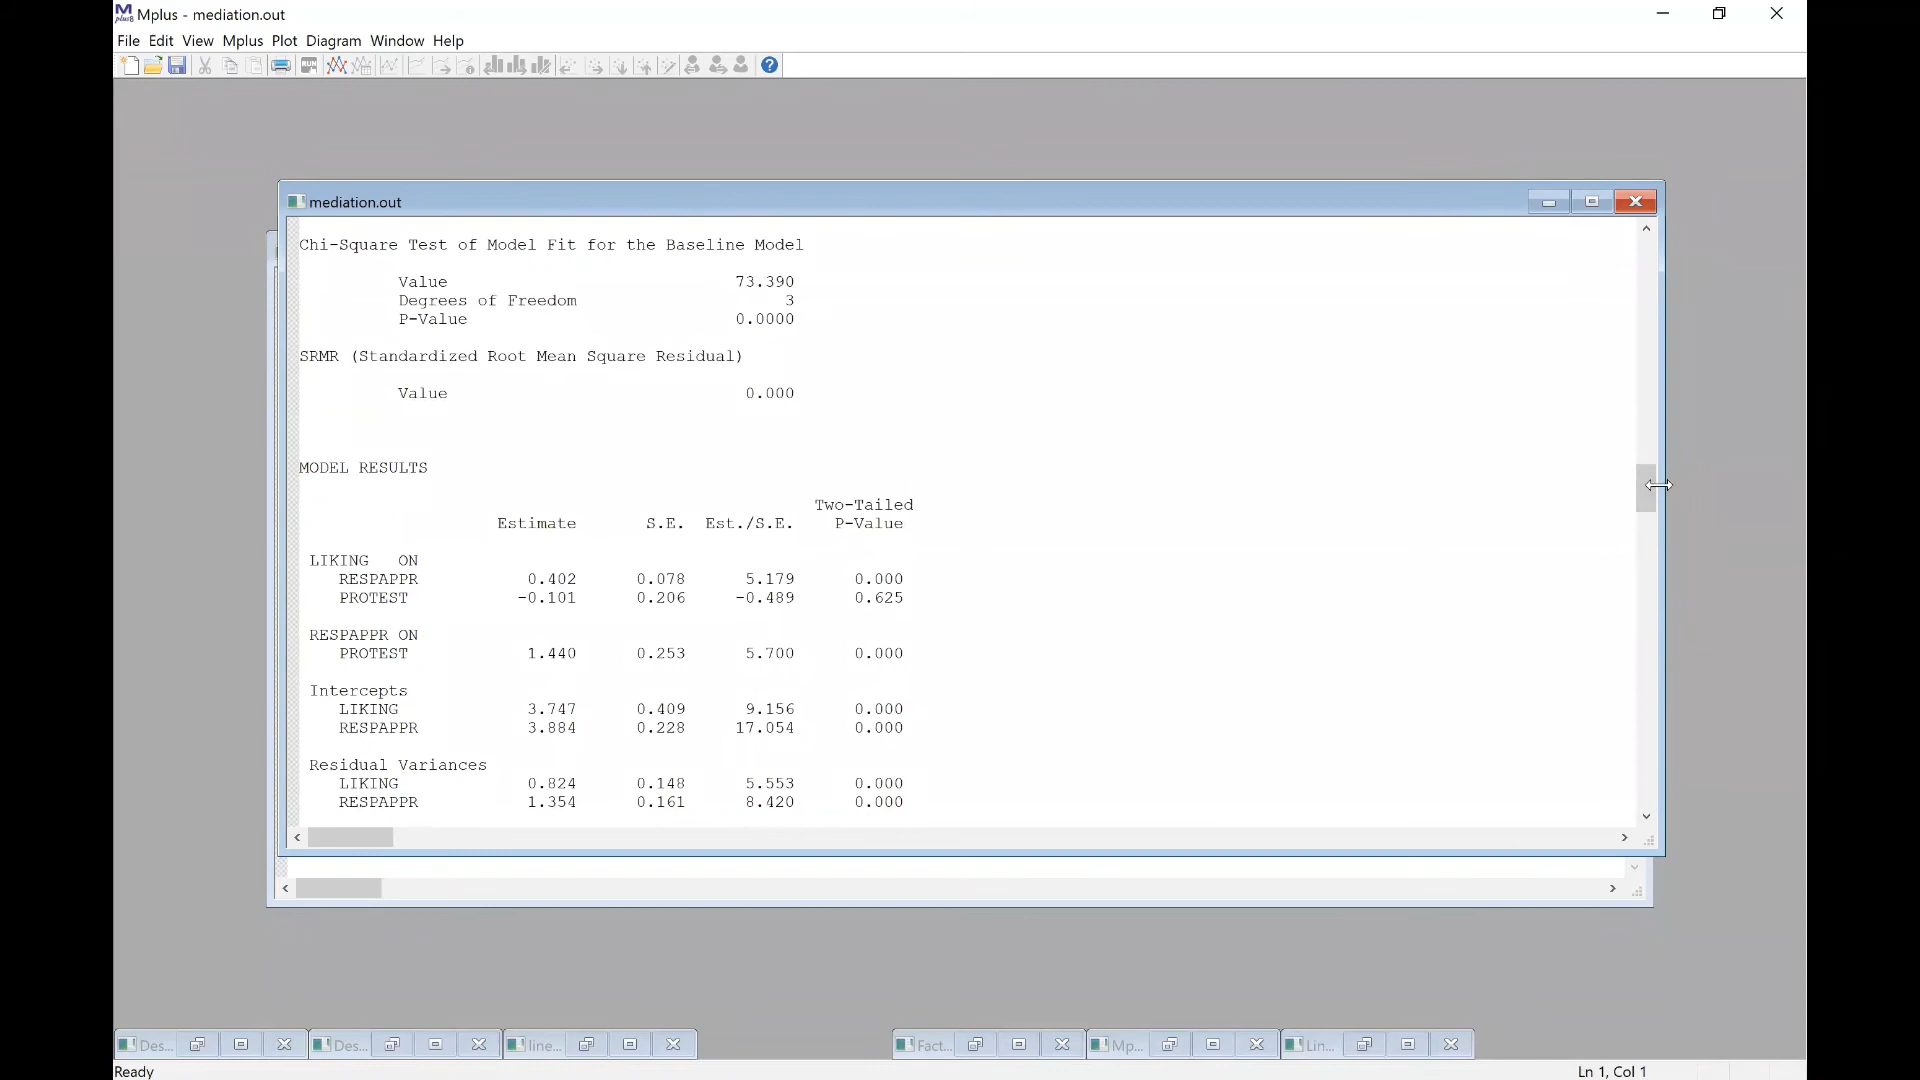 Mplus - mediation.out
File Edit View Mplus Plot Diagram Window Help
mediation.out
Chi-Square Test of Model Fit for the Baseline Model
Value 73.390
Degrees of Freedom 3
P-Value 0.0000
SRMR (Standardized Root Mean Square Residual)
Value 0.000
MODEL RESULTS
Two-Tailed
Estimate S.E. Est./S.E. P-Value
LIKING ON
RESPAPPR 0.402 0.078 5.179 0.000
PROTEST -0.101 0.206 -0.489 0.625
RESPAPPR ON
PROTEST 1.440 0.253 5.700 0.000
Intercepts
LIKING 3.747 0.409 9.156 0.000
RESPAPPR 3.884 0.228 17.054 0.000
Residual Variances
LIKING 0.824 0.148 5.553 0.000
RESPAPPR 1.354 0.161 8.420 0.000
Des... Des... line... Fact... Mp... Lin...
Ready Ln 1, Col 1